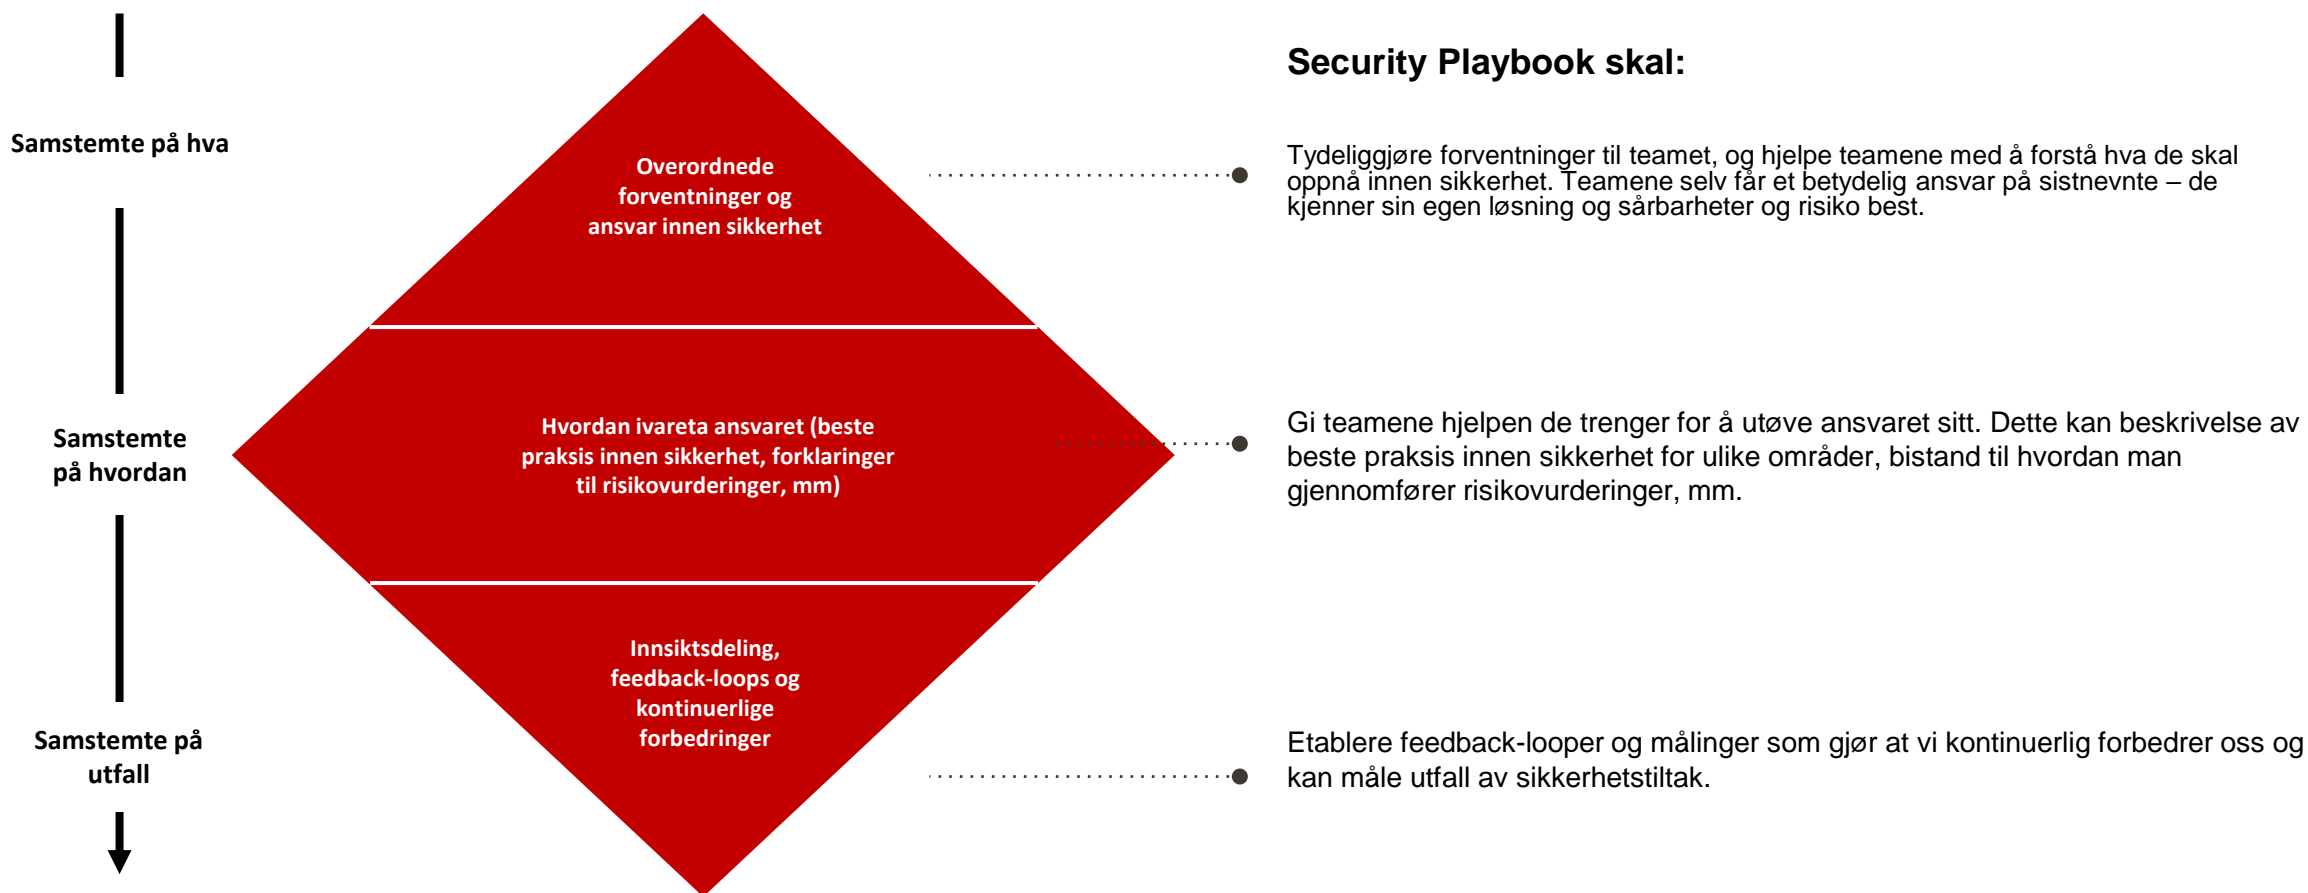 Security Playbook skal:
Samstemte på hva
Overordnede
forventninger og
ansvar innen sikkerhet
Tydeliggjøre forventninger til teamet, og hjelpe teamene med å forstå hva de skal
oppnå innen sikkerhet. Teamene selv får et betydelig ansvar på sistnevnte – de
kjenner sin egen løsning og sårbarheter og risiko best.
Samstemte
på hvordan
Hvordan ivareta ansvaret (beste
praksis innen sikkerhet, forklaringer
til risikovurderinger, mm)
Gi teamene hjelpen de trenger for å utøve ansvaret sitt. Dette kan beskrivelse av
beste praksis innen sikkerhet for ulike områder, bistand til hvordan man
gjennomfører risikovurderinger, mm.
Samstemte på
utfall
Innsiktsdeling,
feedback-loops og
kontinuerlige
forbedringer
Etablere feedback-looper og målinger som gjør at vi kontinuerlig forbedrer oss og
kan måle utfall av sikkerhetstiltak.